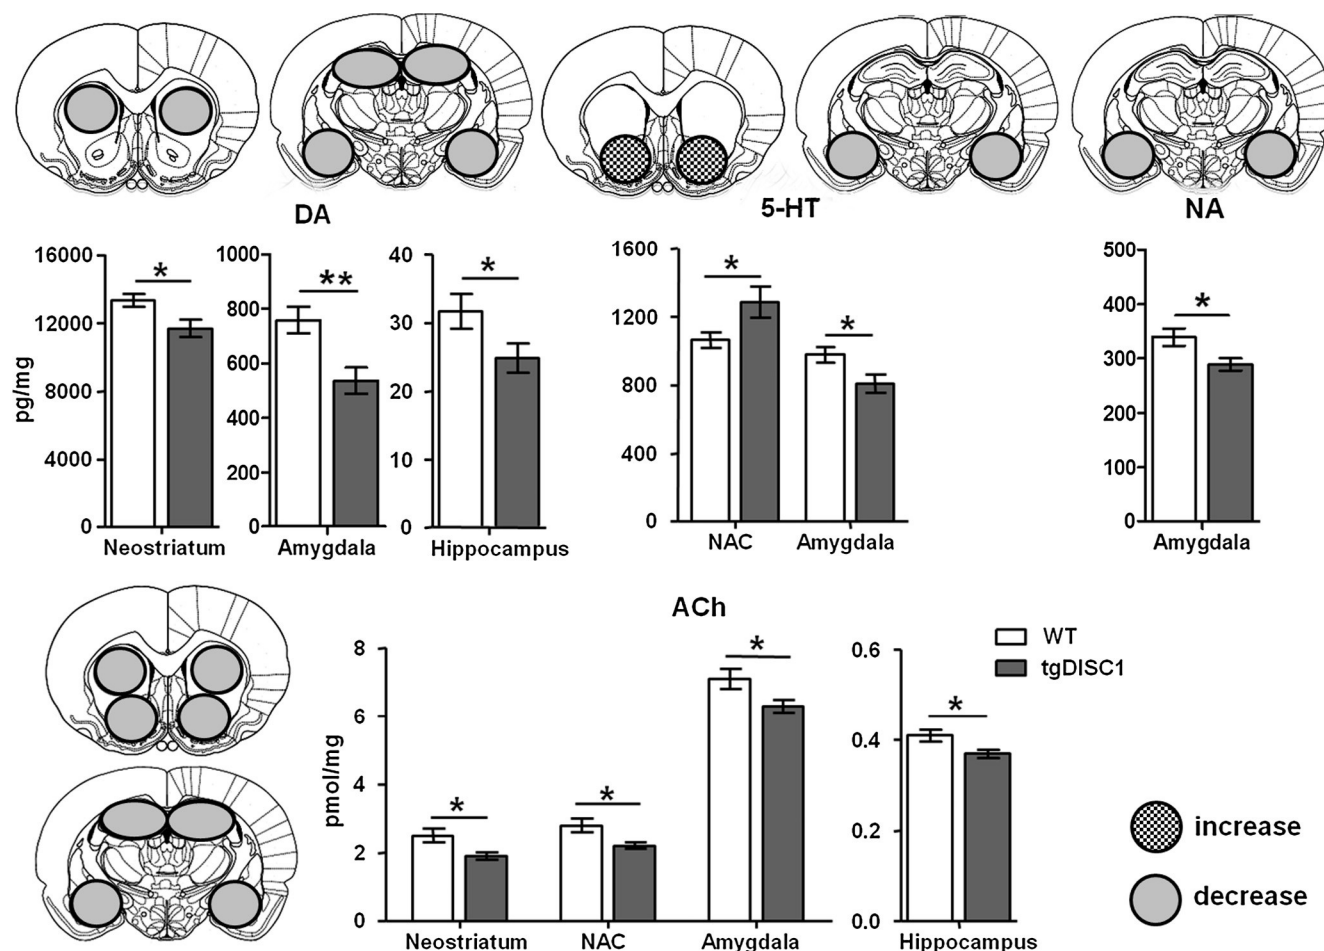 DA
5-HT
NA
pg/mg
16000
12000
8000
4000
0
*
Neostriatum
1000
800
600
400
200
0
**
Amygdala
40
30
20
10
0
*
Hippocampus
1600
1200
800
400
0
*
*
NAC
Amygdala
500
400
300
200
100
0
*
Amygdala
ACh
WT
tgDISC1
pmol/mg
8
6
4
2
0
*
*
*
Neostriatum
NAC
Amygdala
0.6
0.4
0.2
0.0
*
Hippocampus
increase
decrease